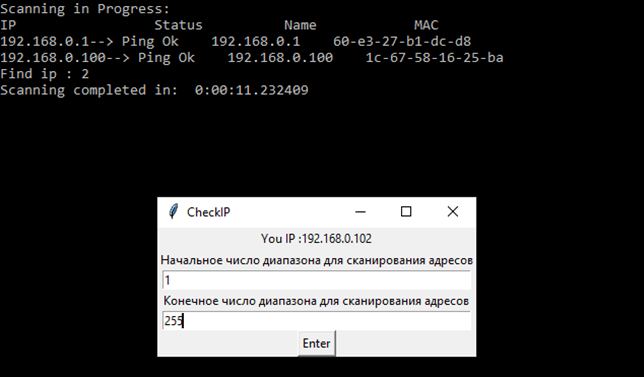 Scanning in Progress:
IP Status Name MAC
192.168.0.1--> Ping Ok 192.168.0.1 60-e3-27-b1-dc-d8
192.168.0.100--> Ping Ok 192.168.0.100 1c-67-58-16-25-ba
Find ip : 2
Scanning completed in: 0:00:11.232409
CheckIP
You IP :192.168.0.102
Начальное число диапазона для сканирования адресов
1
Конечное число диапазона для сканирования адресов
255
Enter